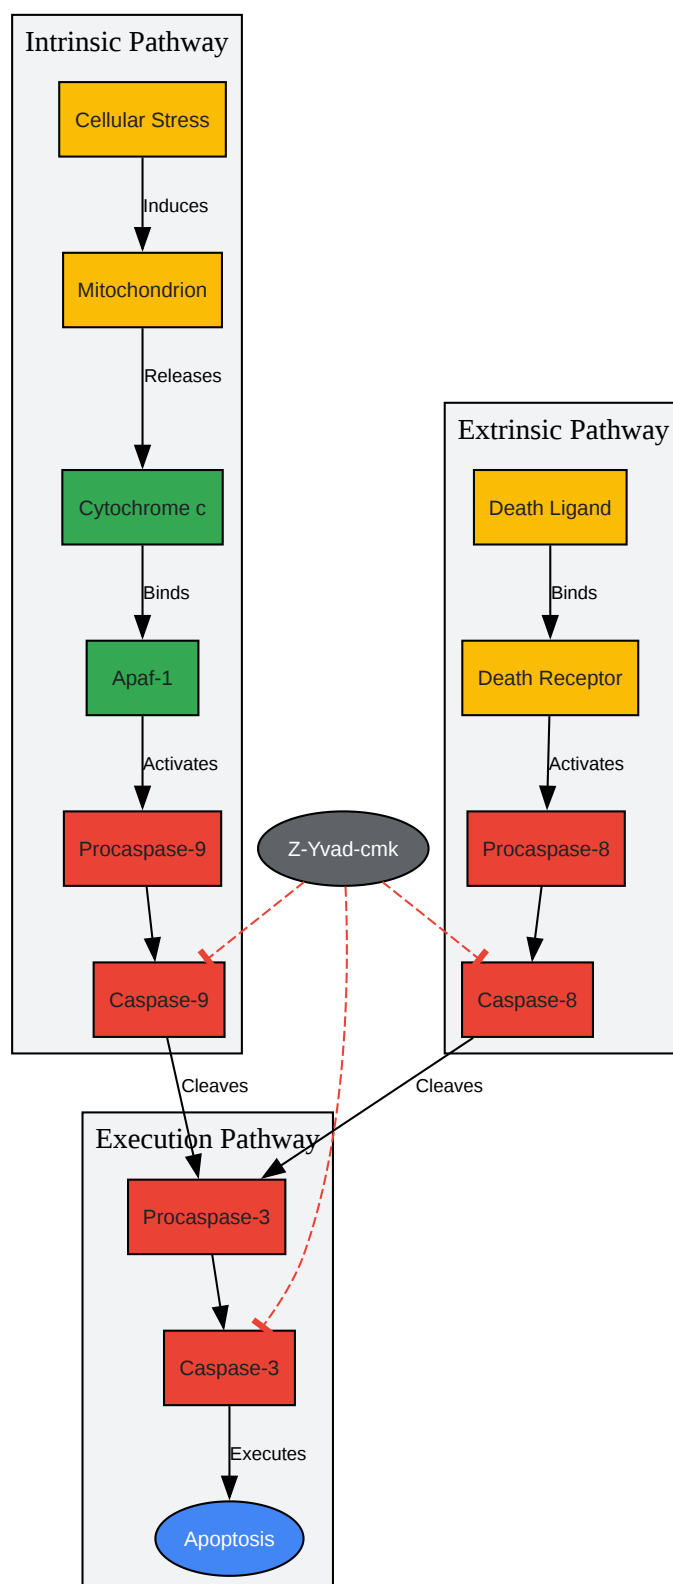 Intrinsic Pathway
Cellular Stress
Induces
Mitochondrion
Releases
Cytochrome c
Binds
Apaf-1
Activates
Procaspase-9
Caspase-9
Cleaves
Extrinsic Pathway
Death Ligand
Binds
Death Receptor
Activates
Procaspase-8
Caspase-8
Cleaves
Z-Yvad-cmk
Execution Pathway
Procaspase-3
Caspase-3
Executes
Apoptosis